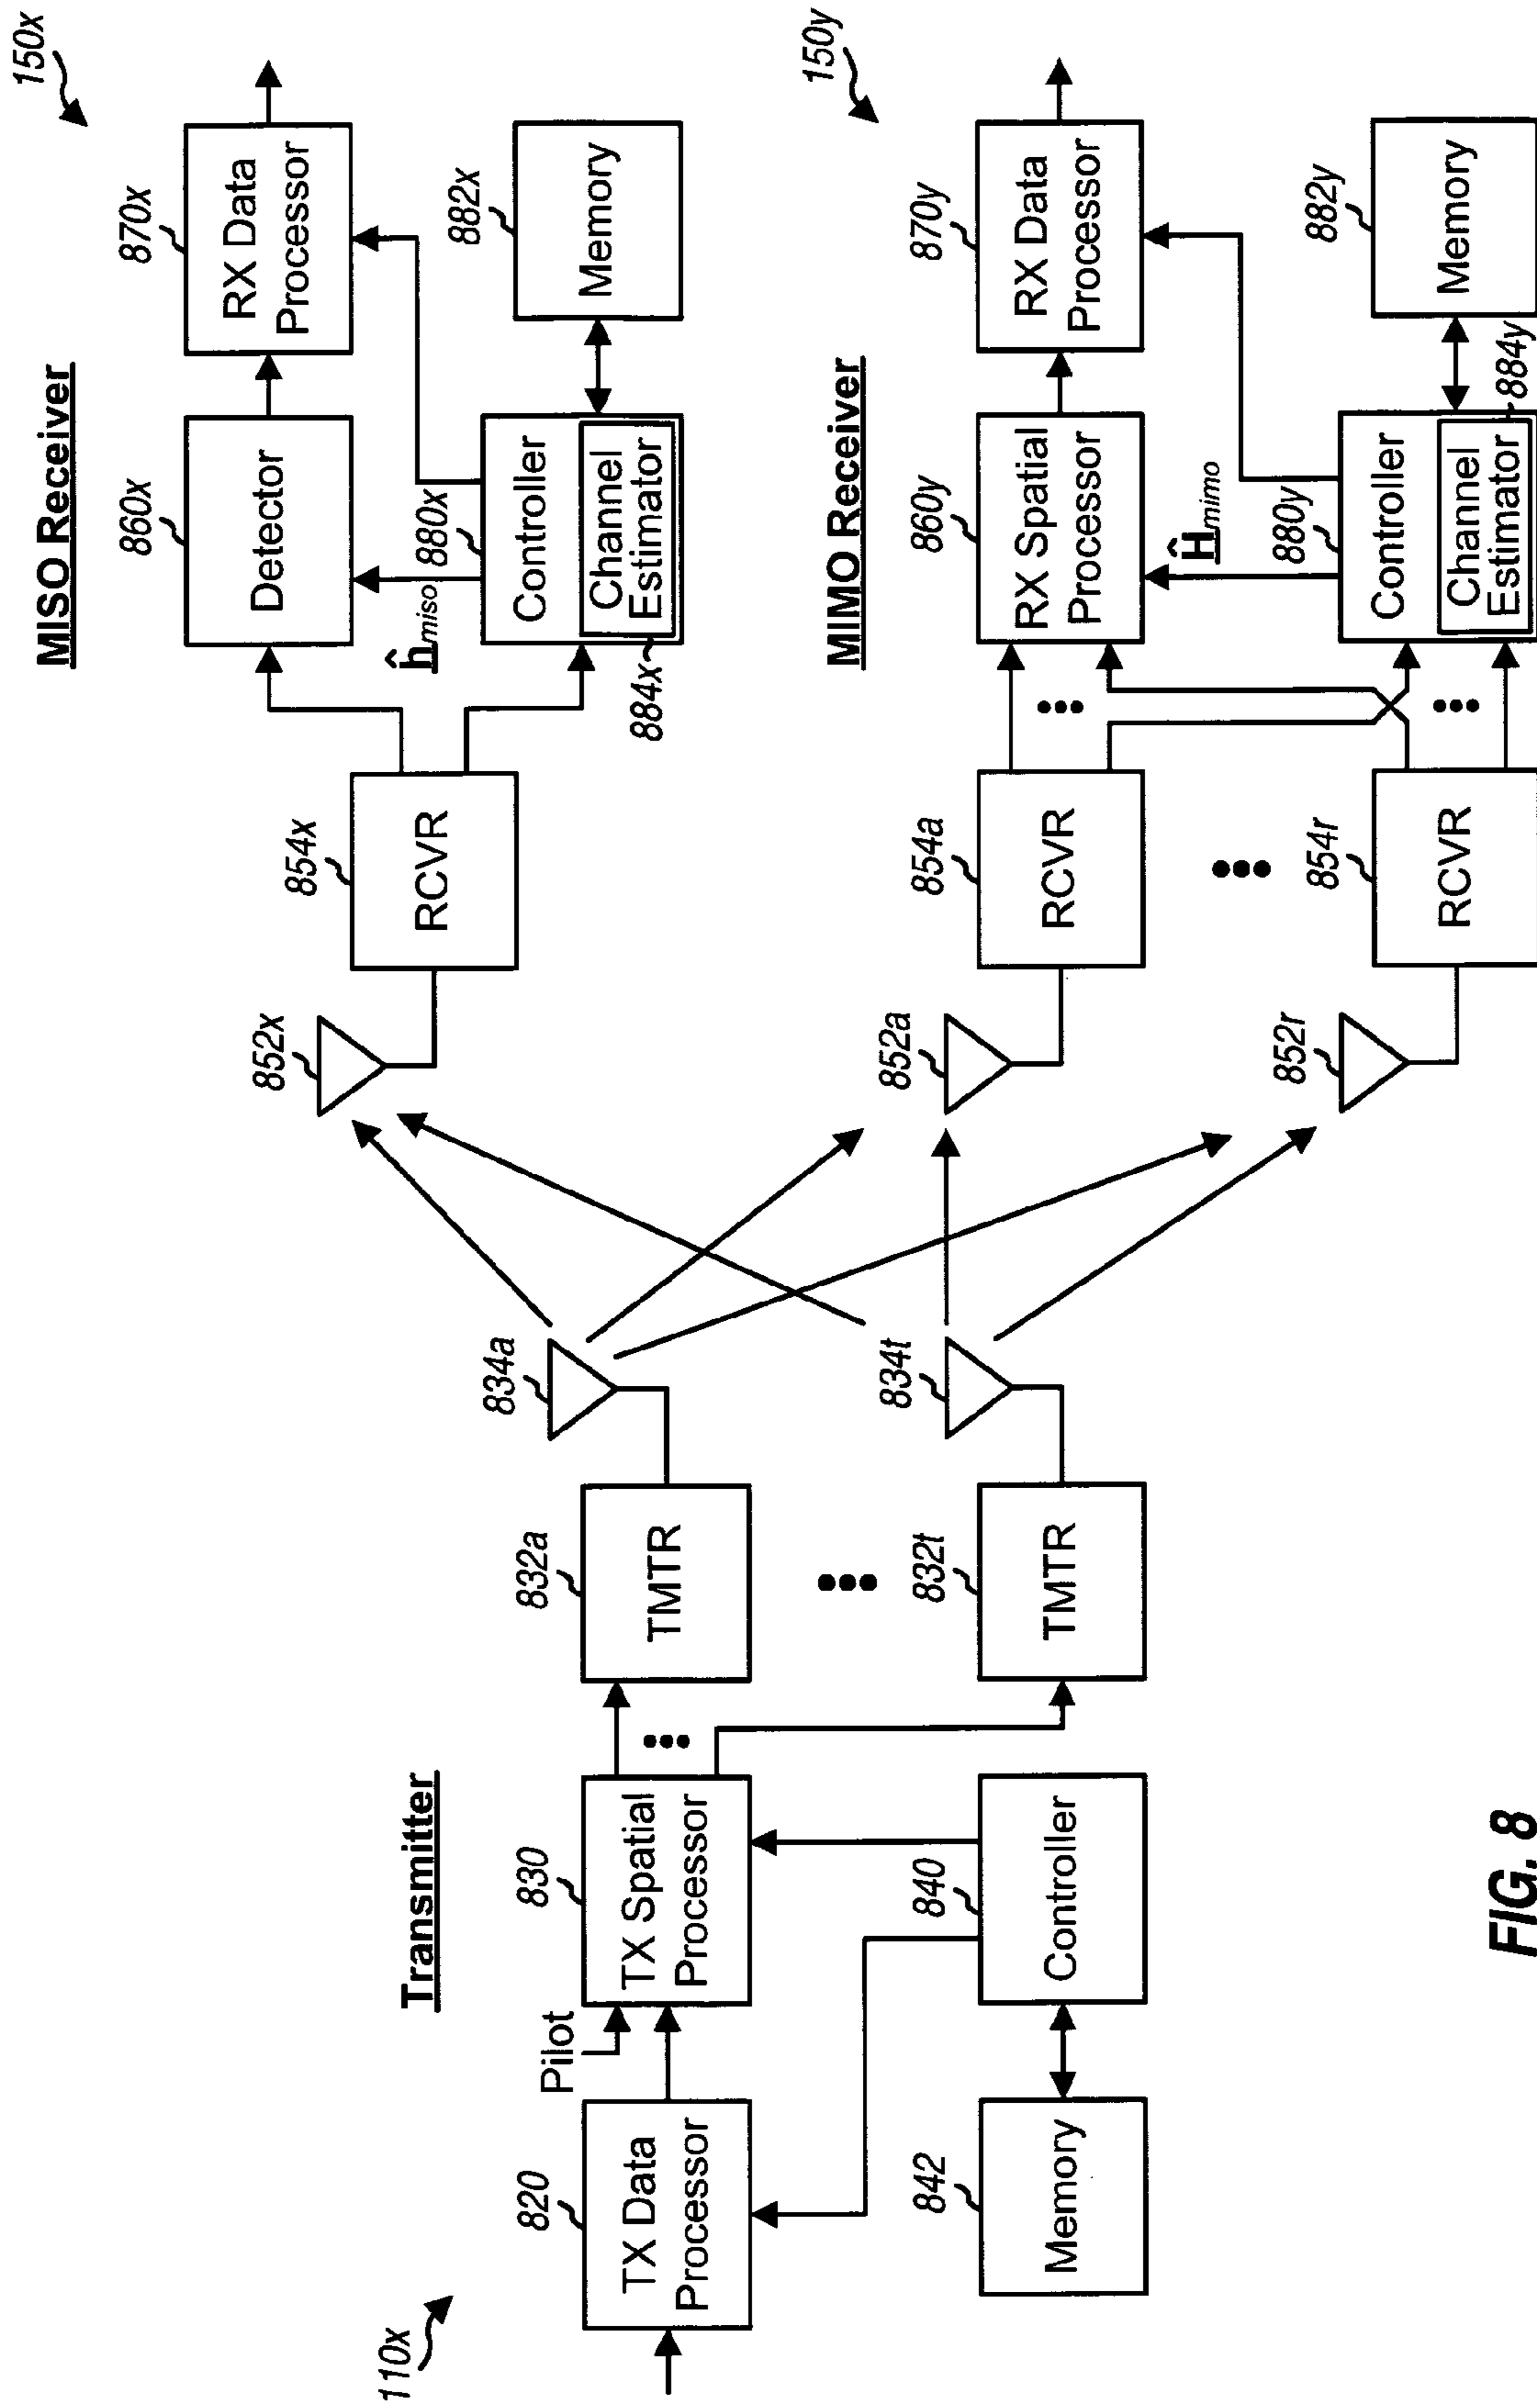 110x
Transmitter
820
TX Data
Processor
Pilot
830
TX Spatial
Processor
832a
TMTR
834a
842
Memory
840
Controller
832t
TMTR
834t
MISO Receiver
150x
852x
854x
RCVR
860x
Detector
870x
RX Data
Processor
ĥmiso
880x
Controller
884x
Channel
Estimator
882x
Memory
MIMO Receiver
150y
852a
854a
RCVR
860y
RX Spatial
Processor
870y
RX Data
Processor
Ĥmimo
852r
854r
RCVR
880y
Controller
Channel
Estimator
884y
882y
Memory
FIG. 8